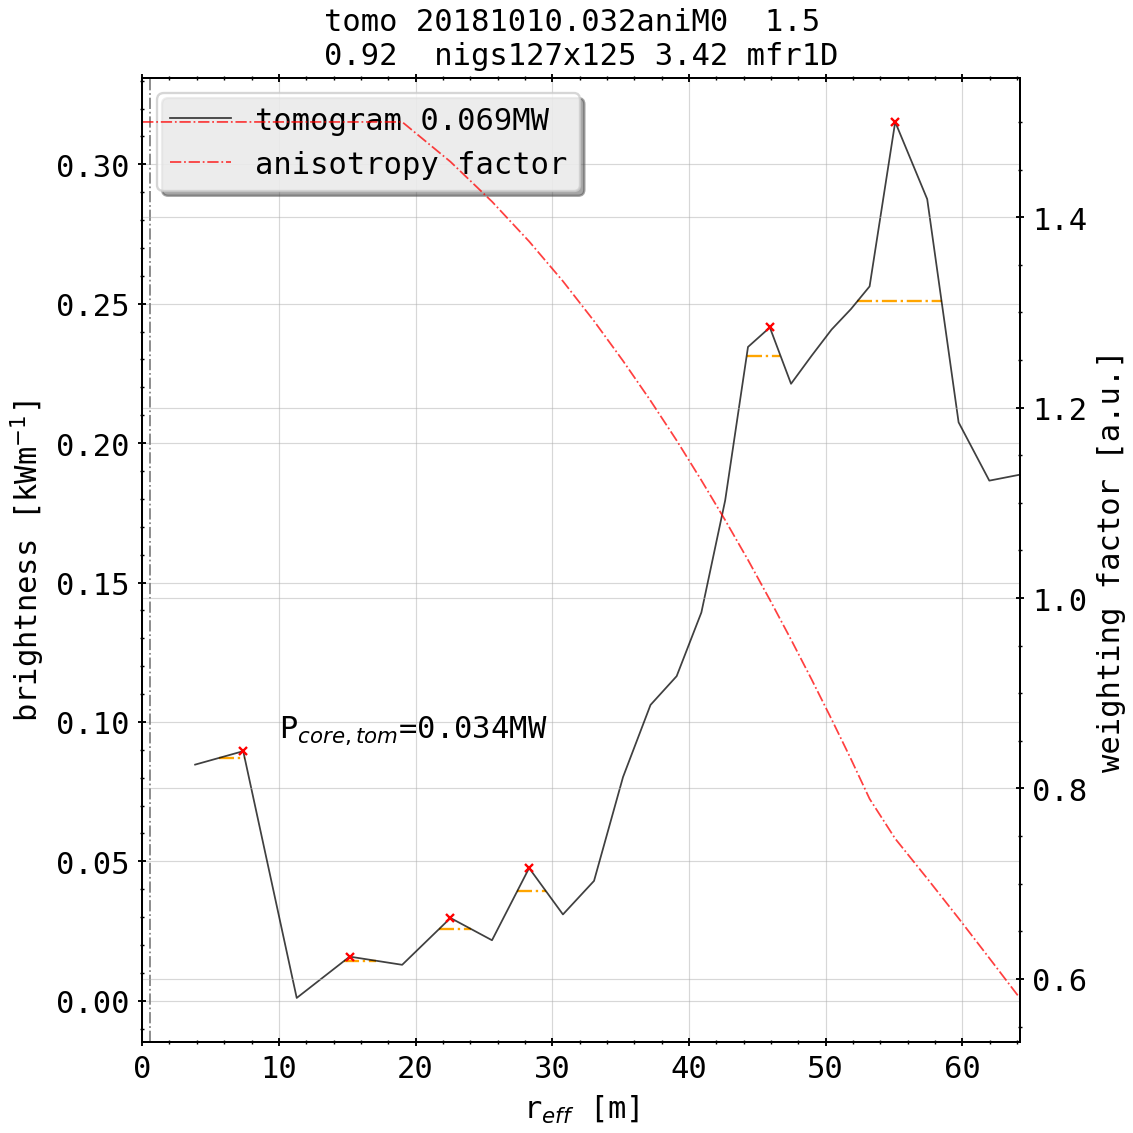 tomo 20181010.032aniM0  1.5
0.92  nigs127x125 3.42 mfr1D
tomogram 0.069MW
anisotropy factor
0.30
0.25
0.20
0.15
0.10
0.05
0.00
brightness [kWm⁻¹]
1.4
1.2
1.0
0.8
0.6
weighting factor [a.u.]
P_core,tom=0.034MW
0 10 20 30 40 50 60
r_eff [m]